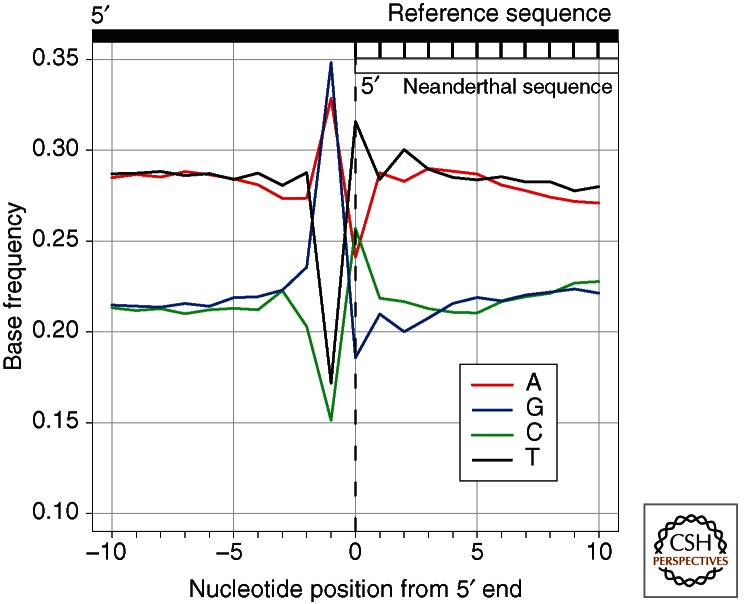 5′
Reference sequence
5′ Neanderthal sequence
0.35
0.30
0.25
0.20
0.15
0.10
Base frequency
A
G
C
T
−10 −5 0 5 10
Nucleotide position from 5′ end
CSH
PERSPECTIVES